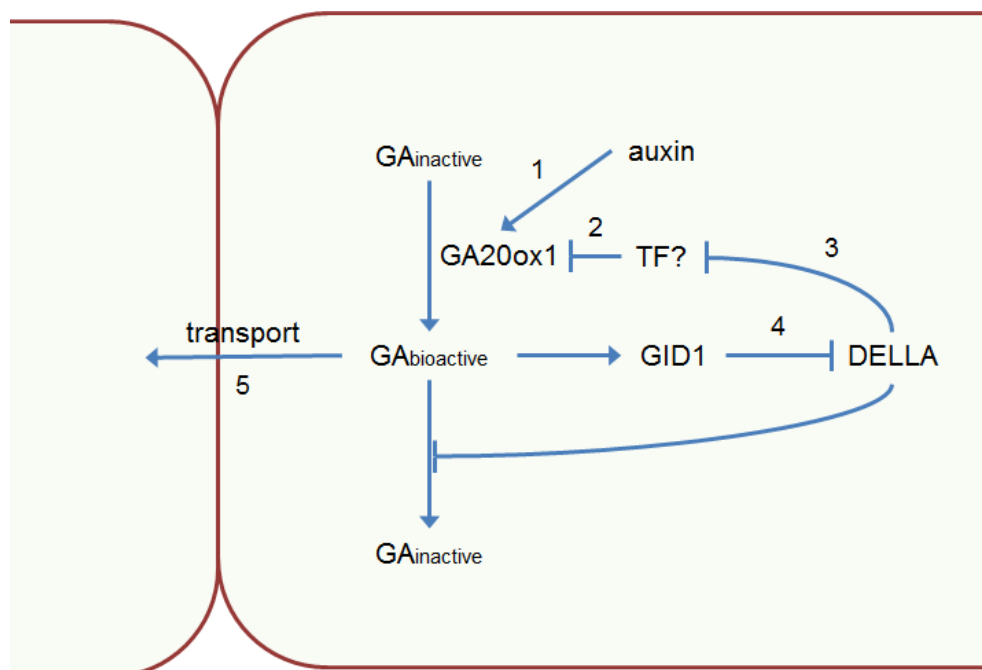 GAinactive
auxin
1
GA20ox1
2
TF?
3
transport
5
GAbioactive
GID1
4
DELLA
GAinactive